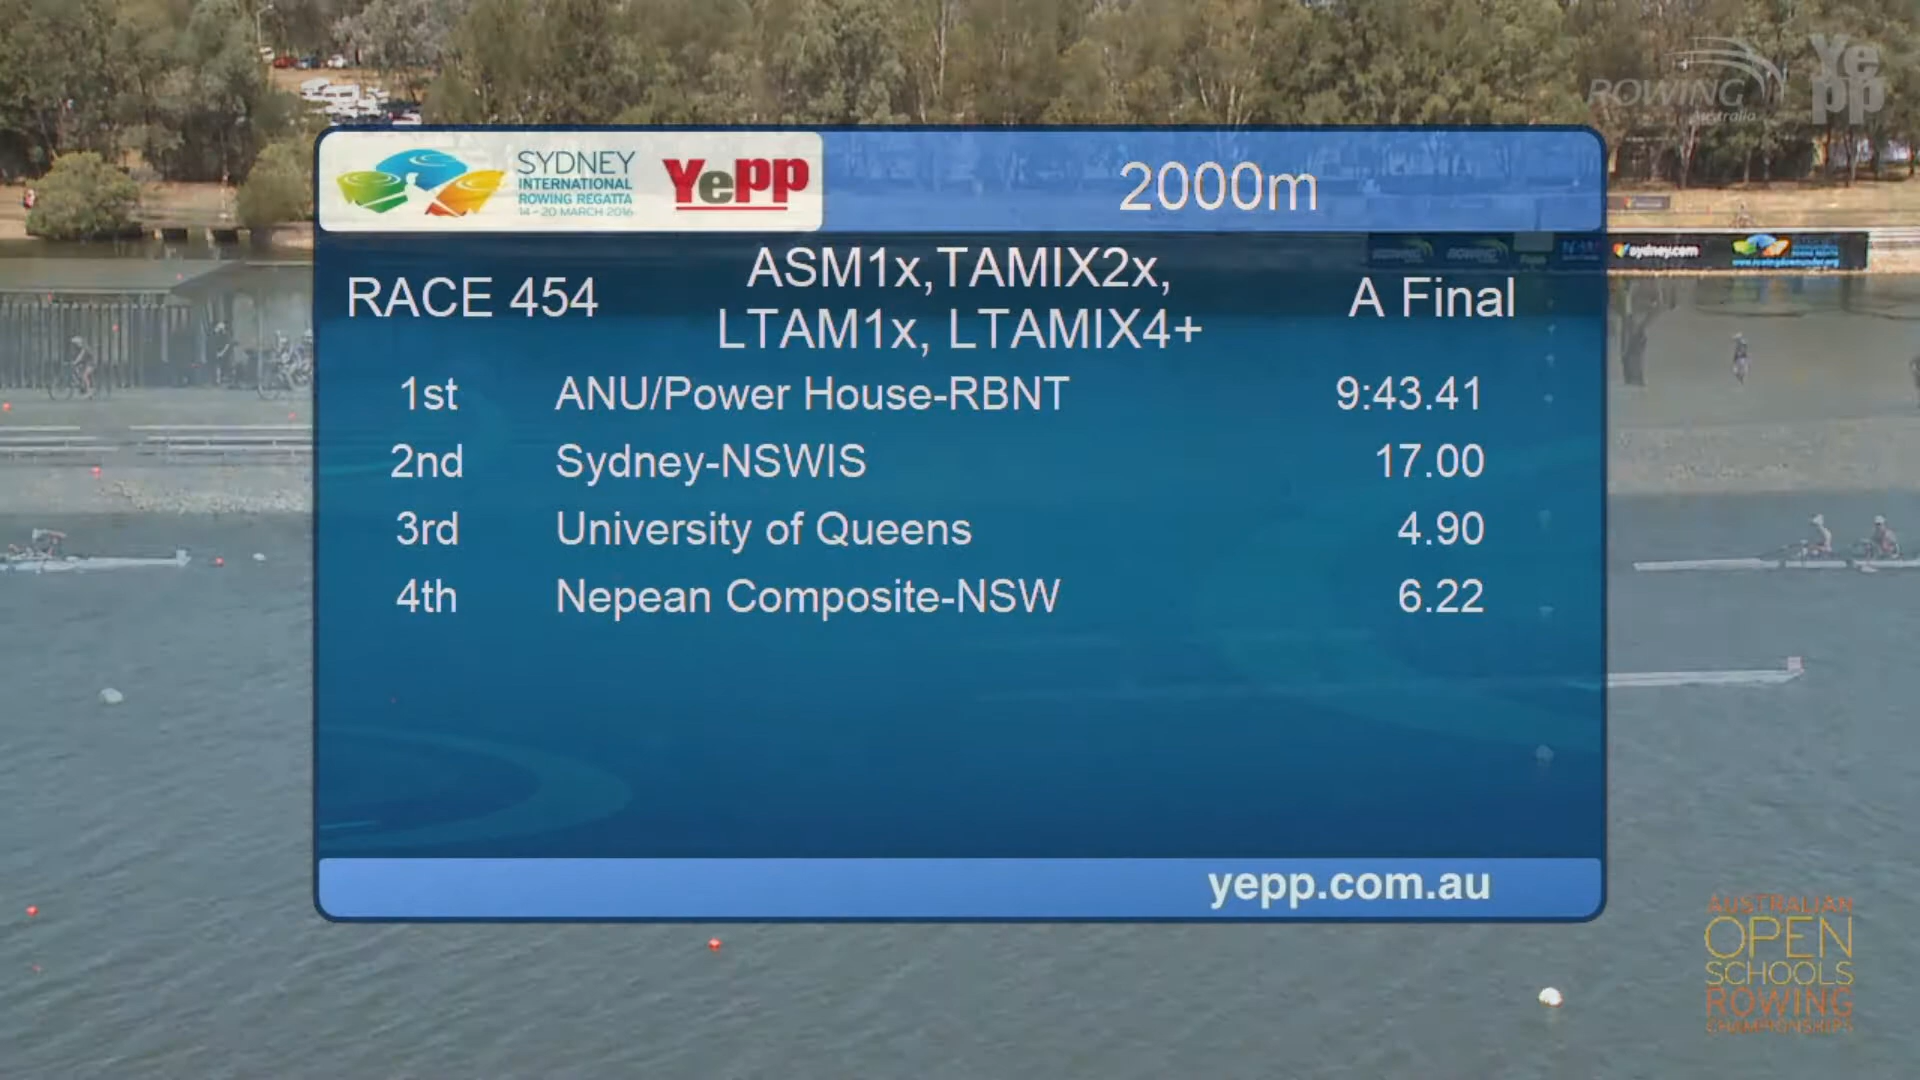 ROWING
Australia
Ye
pp
SYDNEY
INTERNATIONAL
ROWING REGATTA
14 - 20 MARCH 2016
YePP
2000m
RACE 454
ASM1x,TAMIX2x,
LTAM1x, LTAMIX4+
A Final
1st ANU/Power House-RBNT 9:43.41
2nd Sydney-NSWIS 17.00
3rd University of Queens 4.90
4th Nepean Composite-NSW 6.22
sydney.com
yepp.com.au
AUSTRALIAN
OPEN
SCHOOLS
ROWING
CHAMPIONSHIPS